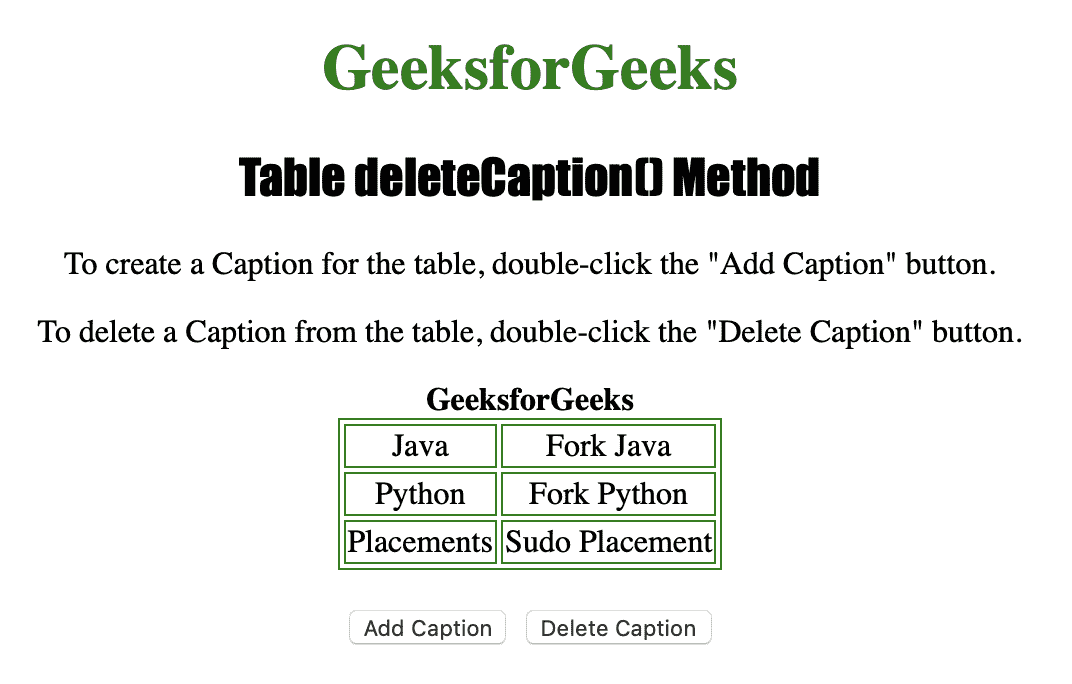 GeeksforGeeks
Table deleteCaption() Method
To create a Caption for the table, double-click the "Add Caption" button.
To delete a Caption from the table, double-click the "Delete Caption" button.
GeeksforGeeks
Java Fork Java
Python Fork Python
Placements Sudo Placement
Add Caption Delete Caption